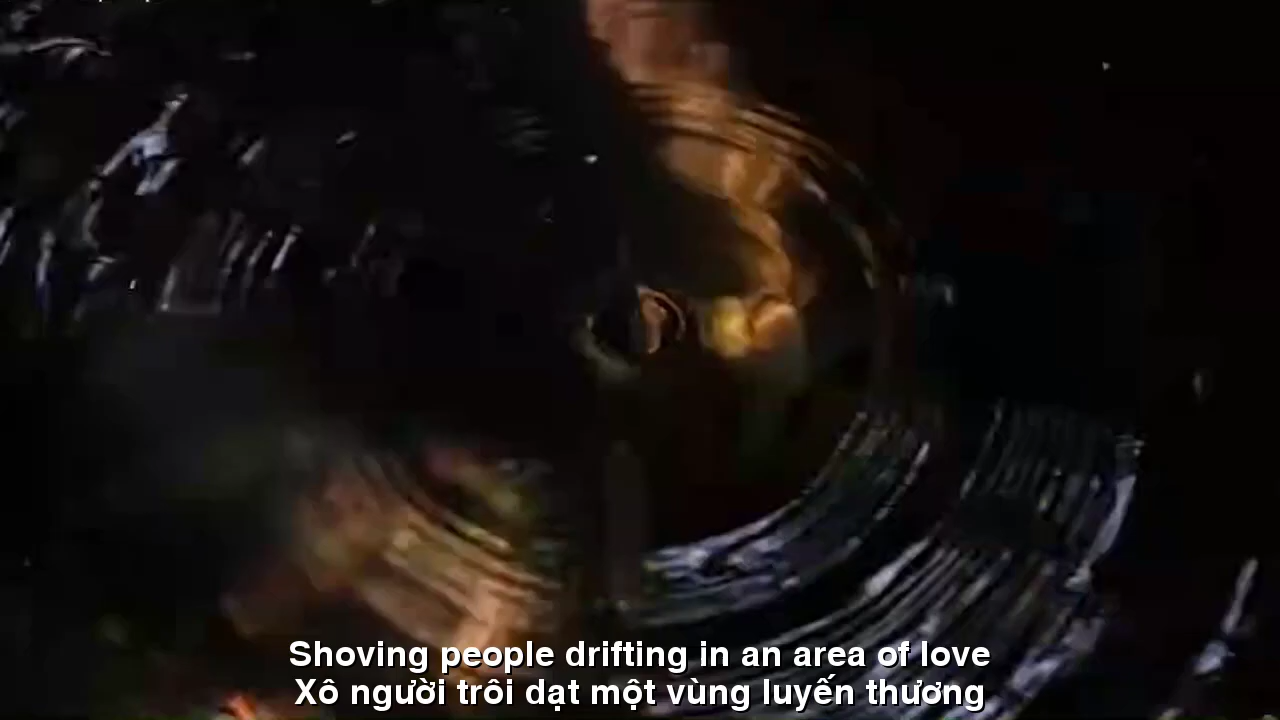 Shoving people drifting in an area of love
Xô người trôi dạt một vùng luyến thương